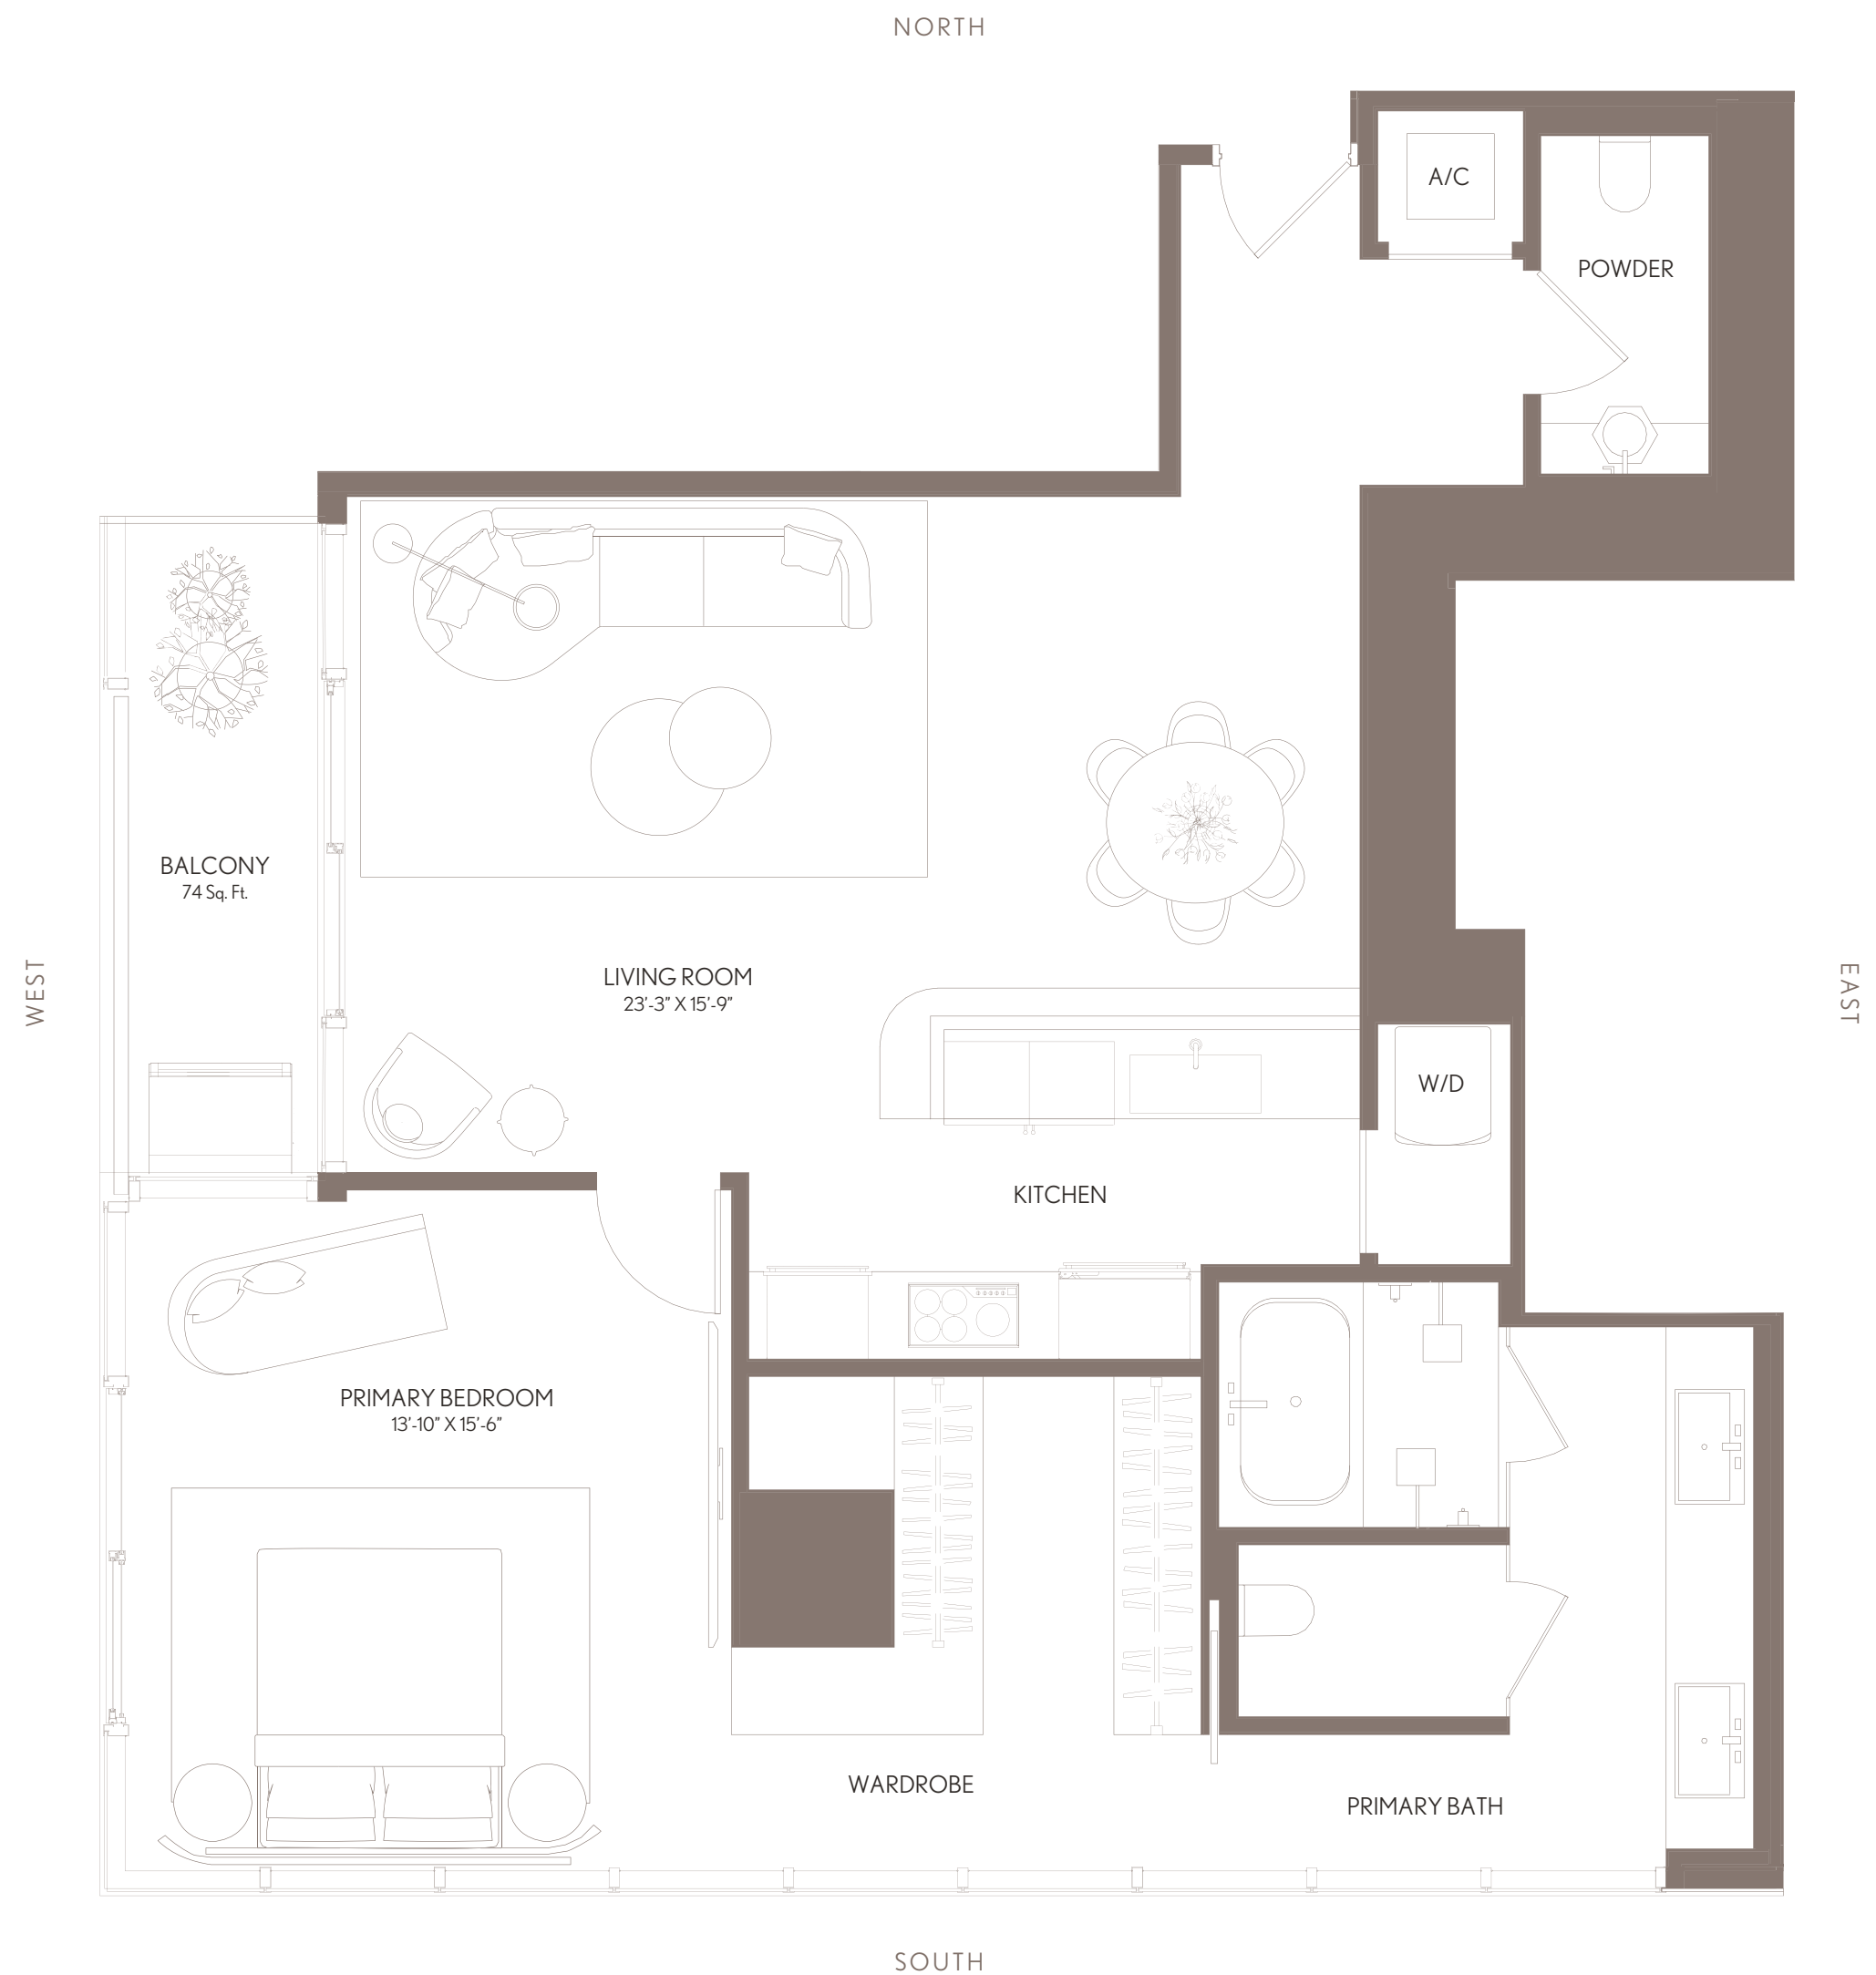 NORTH
A/C
POWDER
BALCONY
74 Sq. Ft.
WEST
EAST
LIVING ROOM
23'-3” X 15'-9”
W/D
KITCHEN
PRIMARY BEDROOM
13'-10” X 15'-6”
WARDROBE
PRIMARY BATH
SOUTH